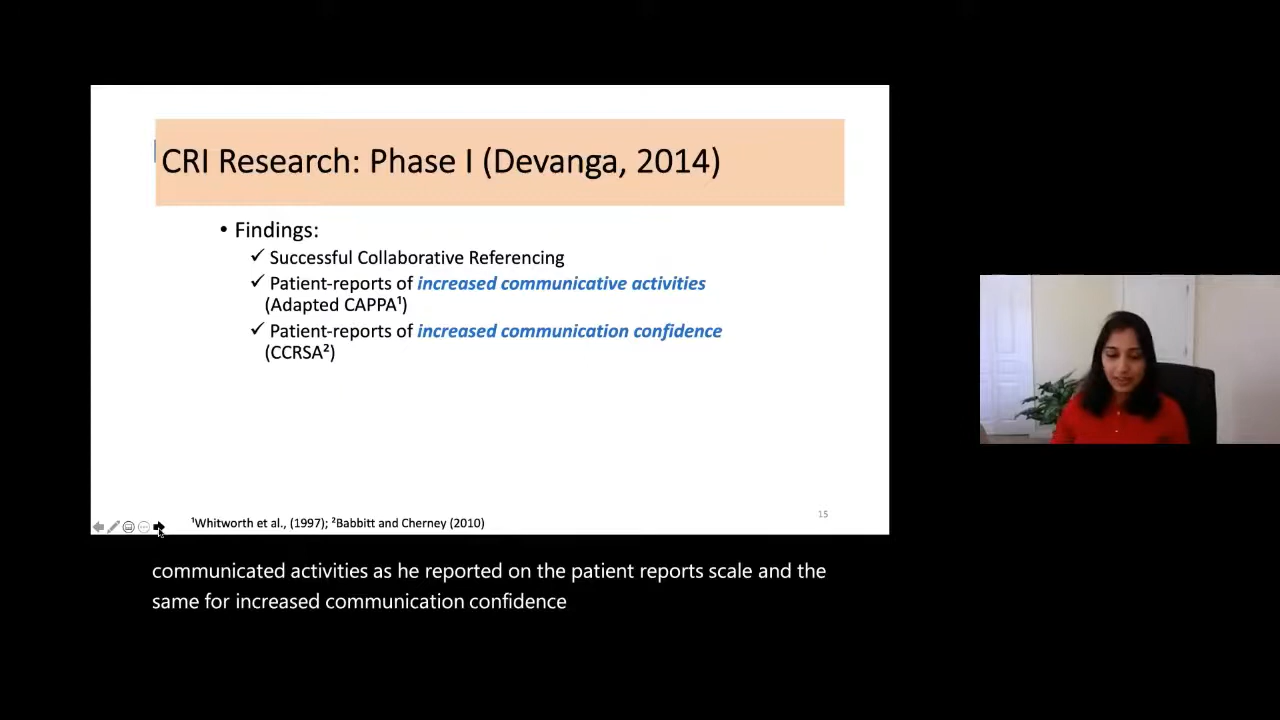 CRI Research: Phase I (Devanga, 2014)
• Findings:
✓ Successful Collaborative Referencing
✓ Patient-reports of increased communicative activities
(Adapted CAPPA¹)
✓ Patient-reports of increased communication confidence
(CCRSA²)
¹Whitworth et al., (1997); ²Babbitt and Cherney (2010)
15
communicated activities as he reported on the patient reports scale and the
same for increased communication confidence